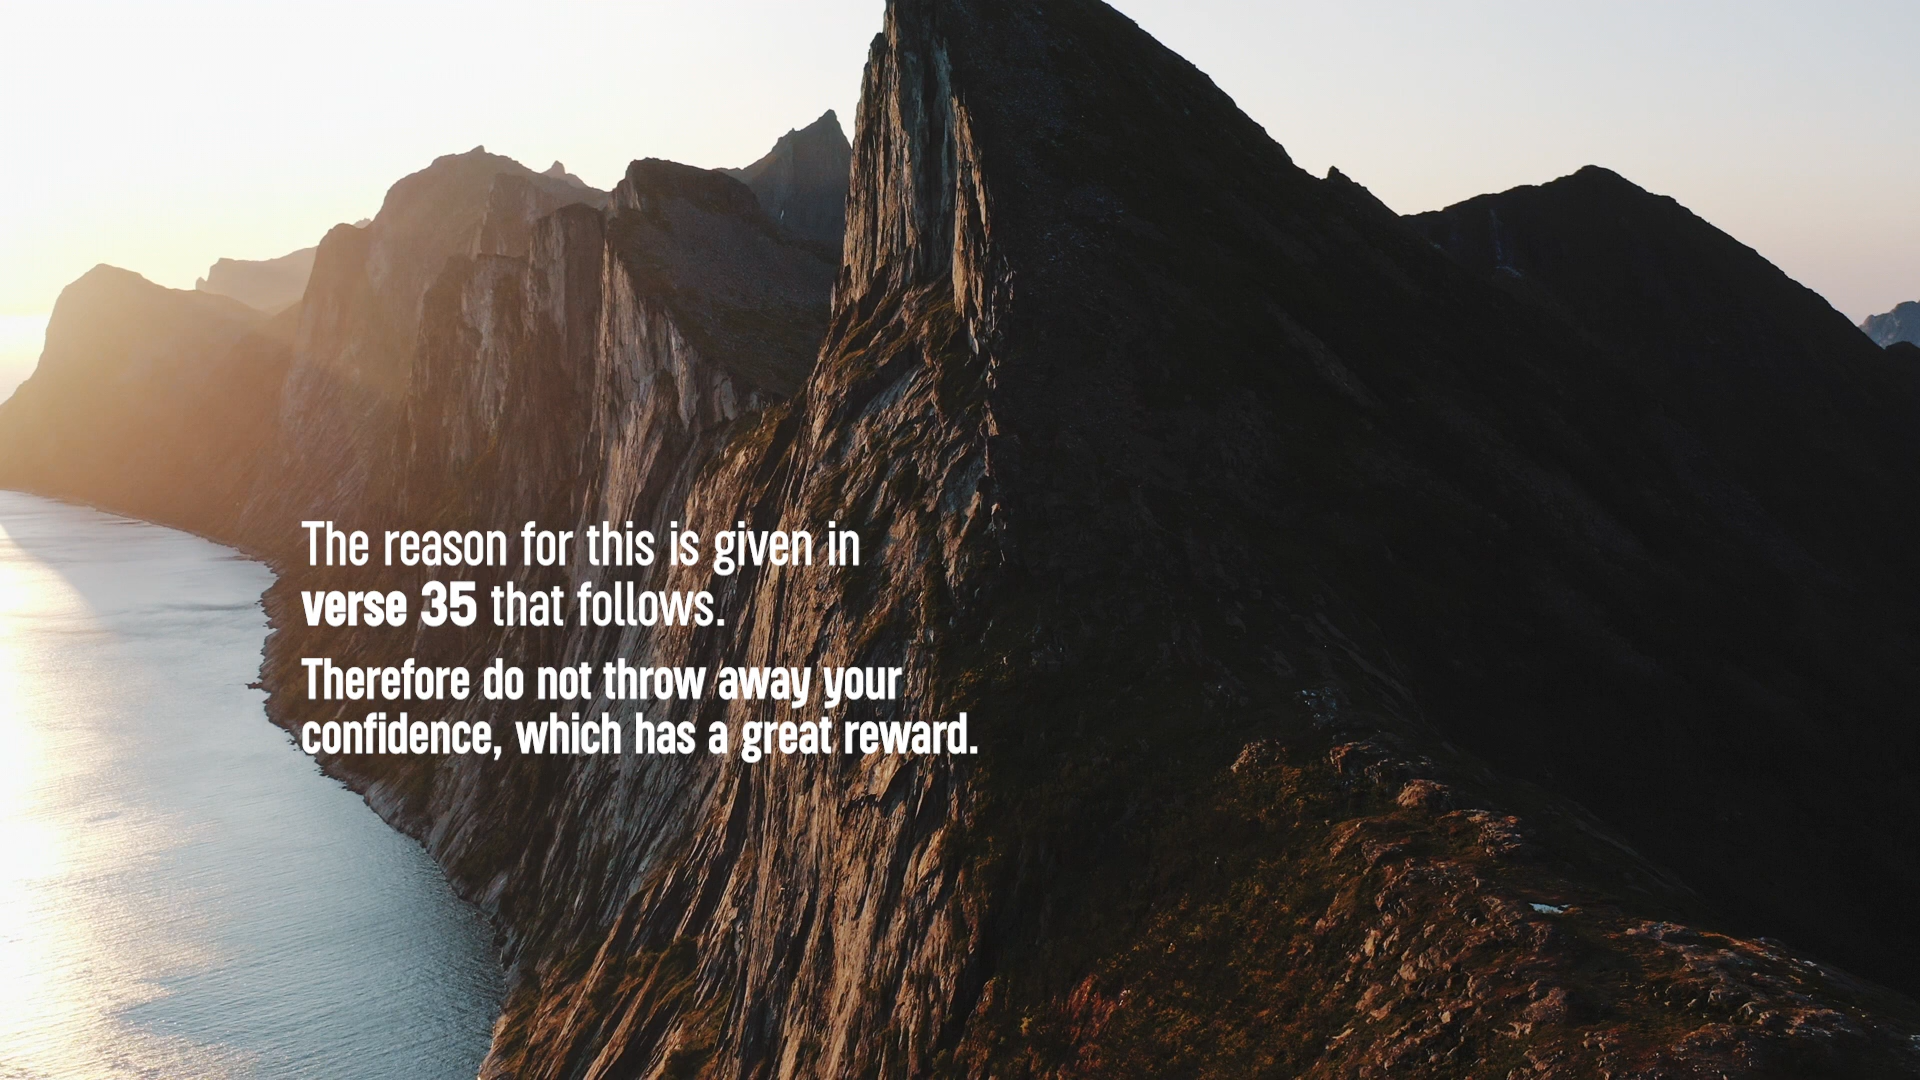 The reason for this is given in
verse 35 that follows.
Therefore do not throw away your
confidence, which has a great reward.